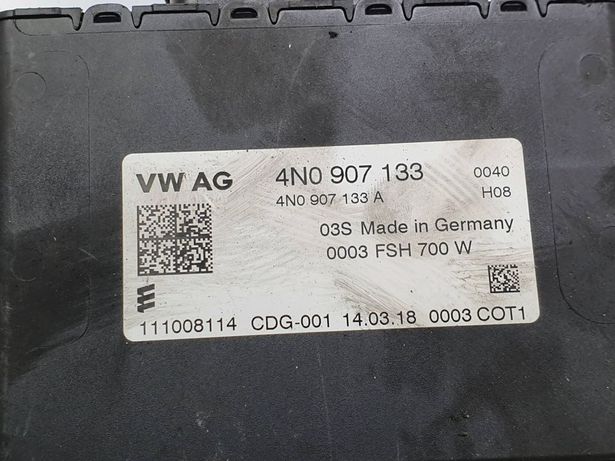 VW AG 4N0 907 133 0040
4N0 907 133 A H08
03S Made in Germany
0003 FSH 700 W
111008114 CDG-001 14.03.18 0003 COT1